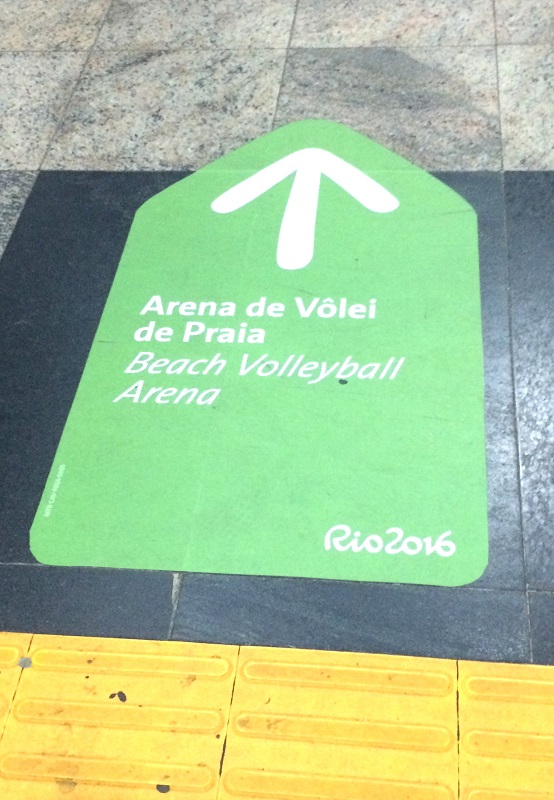 Arena de Vôlei
de Praia
Beach Volleyball
Arena
Rio2016